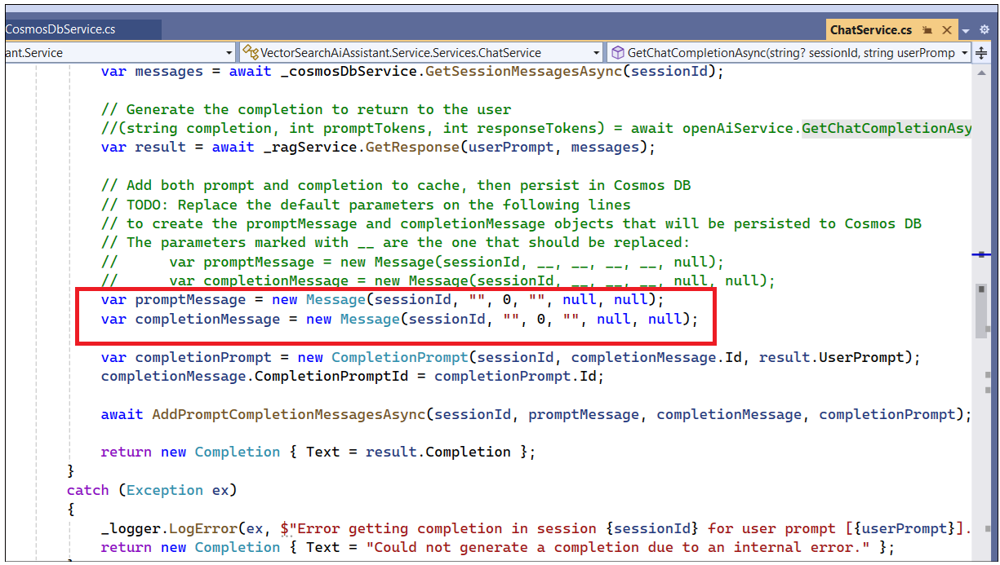 CosmosDbService.cs
ChatService.cs
ant.Service
VectorSearchAiAssistant.Service.Services.ChatService
GetChatCompletionAsync(string? sessionId, string userPromp
var messages = await _cosmosDbService.GetSessionMessagesAsync(sessionId);
// Generate the completion to return to the user
//(string completion, int promptTokens, int responseTokens) = await openAiService.GetChatCompletionAsy
var result = await _ragService.GetResponse(userPrompt, messages);
// Add both prompt and completion to cache, then persist in Cosmos DB
// TODO: Replace the default parameters on the following lines
// to create the promptMessage and completionMessage objects that will be persisted to Cosmos DB
// The parameters marked with __ are the one that should be replaced:
//      var promptMessage = new Message(sessionId, __, __, __, __, null);
//      var completionMessage = new Message(sessionId, __, __, __, null, null);
var promptMessage = new Message(sessionId, "", 0, "", null, null);
var completionMessage = new Message(sessionId, "", 0, "", null, null);
var completionPrompt = new CompletionPrompt(sessionId, completionMessage.Id, result.UserPrompt);
completionMessage.CompletionPromptId = completionPrompt.Id;
await AddPromptCompletionMessagesAsync(sessionId, promptMessage, completionMessage, completionPrompt);
return new Completion { Text = result.Completion };
}
catch (Exception ex)
{
_logger.LogError(ex, $"Error getting completion in session {sessionId} for user prompt [{userPrompt}].
return new Completion { Text = "Could not generate a completion due to an internal error." };